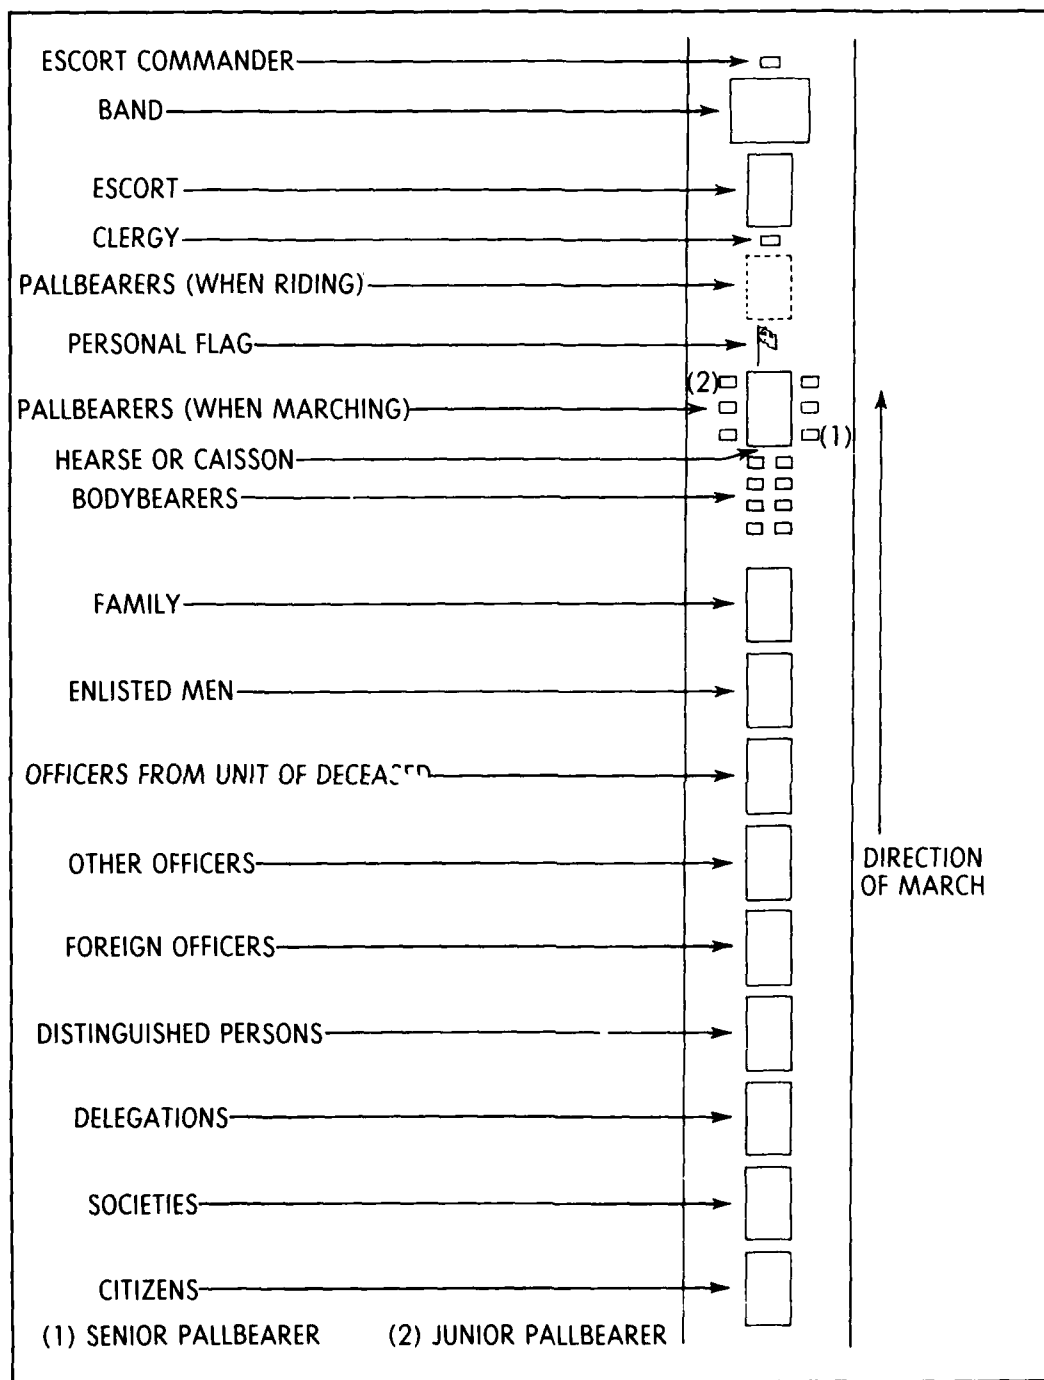 ESCORT COMMANDER
BAND
ESCORT
CLERGY
PALLBEARERS (WHEN RIDING)
PERSONAL FLAG
(2)
PALLBEARERS (WHEN MARCHING)
(1)
HEARSE OR CAISSON
BODYBEARERS
FAMILY
ENLISTED MEN
OFFICERS FROM UNIT OF DECEASED
OTHER OFFICERS
DIRECTION
OF MARCH
FOREIGN OFFICERS
DISTINGUISHED PERSONS
DELEGATIONS
SOCIETIES
CITIZENS
(1) SENIOR PALLBEARER (2) JUNIOR PALLBEARER